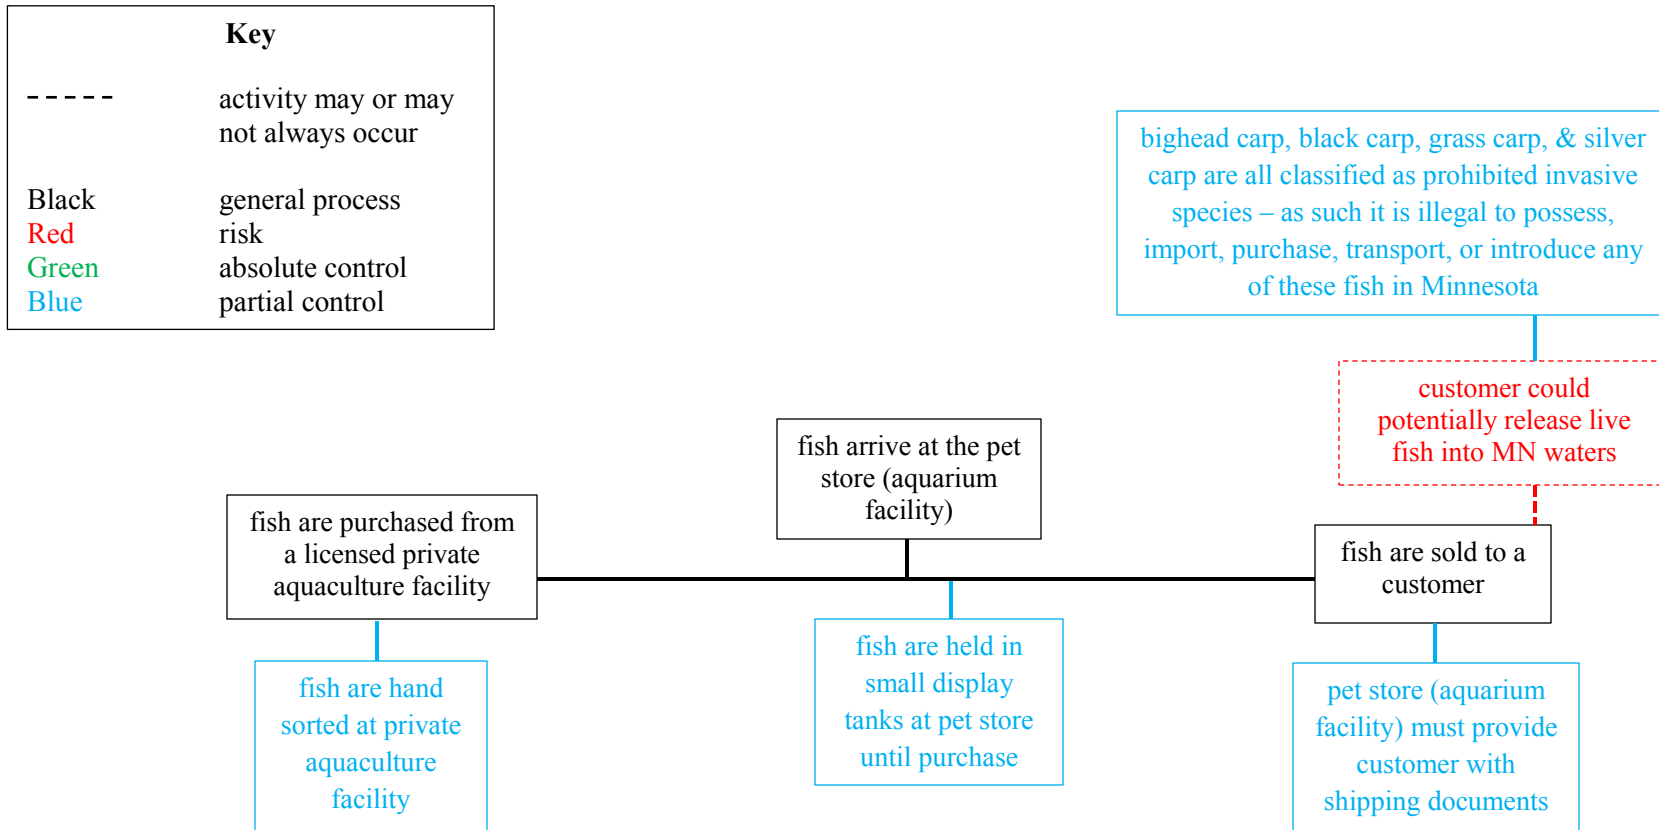 Key
----- activity may or may
not always occur
Black general process
Red risk
Green absolute control
Blue partial control
bighead carp, black carp, grass carp, & silver
carp are all classified as prohibited invasive
species – as such it is illegal to possess,
import, purchase, transport, or introduce any
of these fish in Minnesota
customer could
potentially release live
fish into MN waters
fish arrive at the pet
store (aquarium
facility)
fish are purchased from
a licensed private
aquaculture facility
fish are sold to a
customer
fish are hand
sorted at private
aquaculture
facility
fish are held in
small display
tanks at pet store
until purchase
pet store (aquarium
facility) must provide
customer with
shipping documents